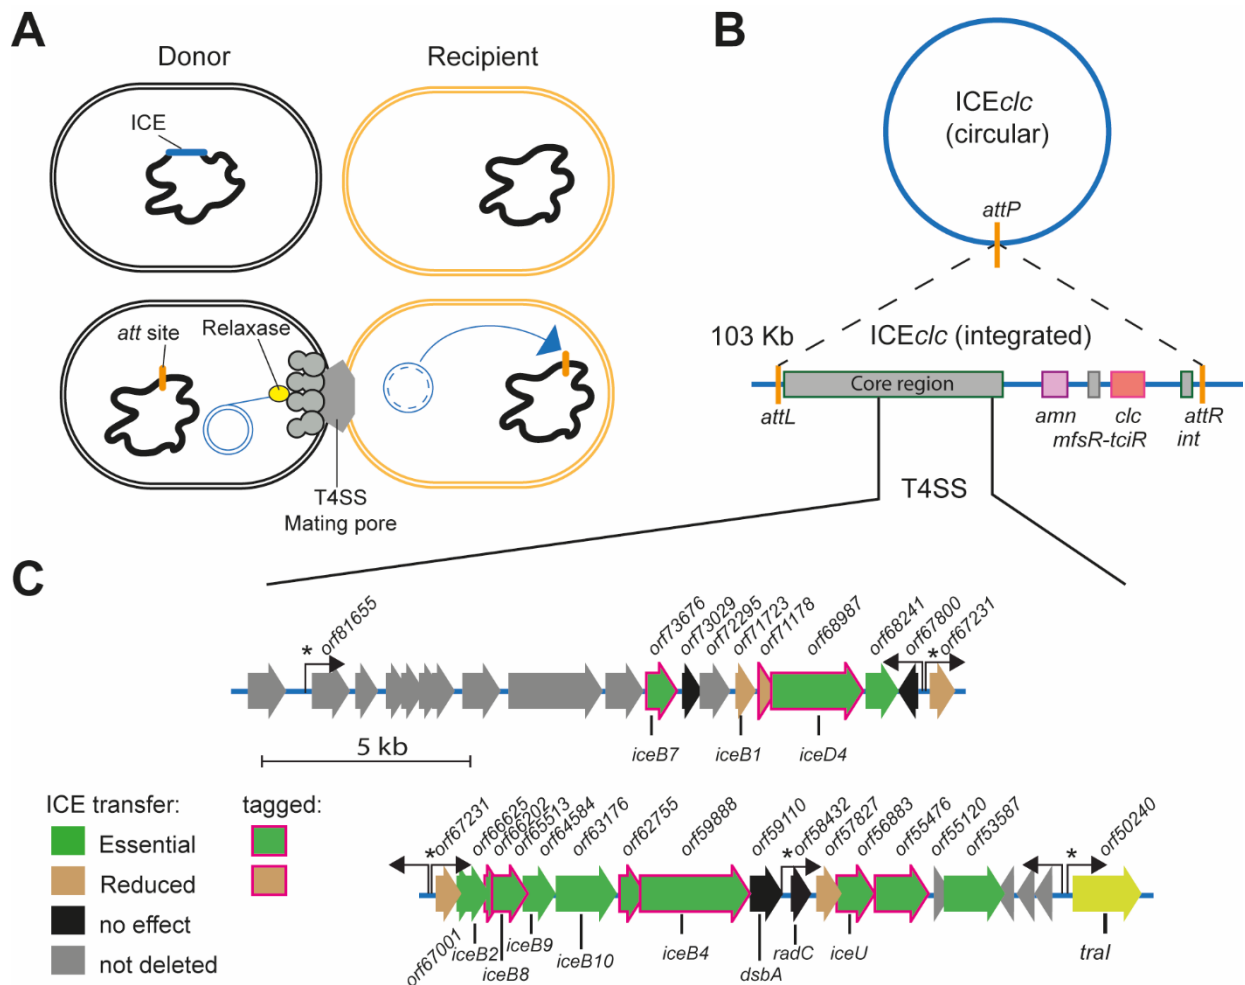 A
Donor
Recipient
ICE
att site
Relaxase
T4SS
Mating pore
B
ICEclc
(circular)
attP
103 Kb
ICEclc (integrated)
Core region
attL
amn
clc
attR
mfsR-tciR
int
T4SS
C
*
orf81655
orf73676
orf73029
orf72295
orf71723
orf71178
orf68987
orf68241
orf67800
*
orf67231
5 kb
iceB7
iceB1
iceD4
ICE transfer:
tagged:
Essential
Reduced
no effect
not deleted
*
orf67231
orf66625
orf66202
orf65513
orf64584
orf63176
orf62755
orf59888
orf59110
*
orf58432
orf57827
orf56883
orf55476
orf55120
orf53587
*
orf50240
orf67001
iceB2
iceB8
iceB9
iceB10
iceB4
dsbA
radC
iceU
traI